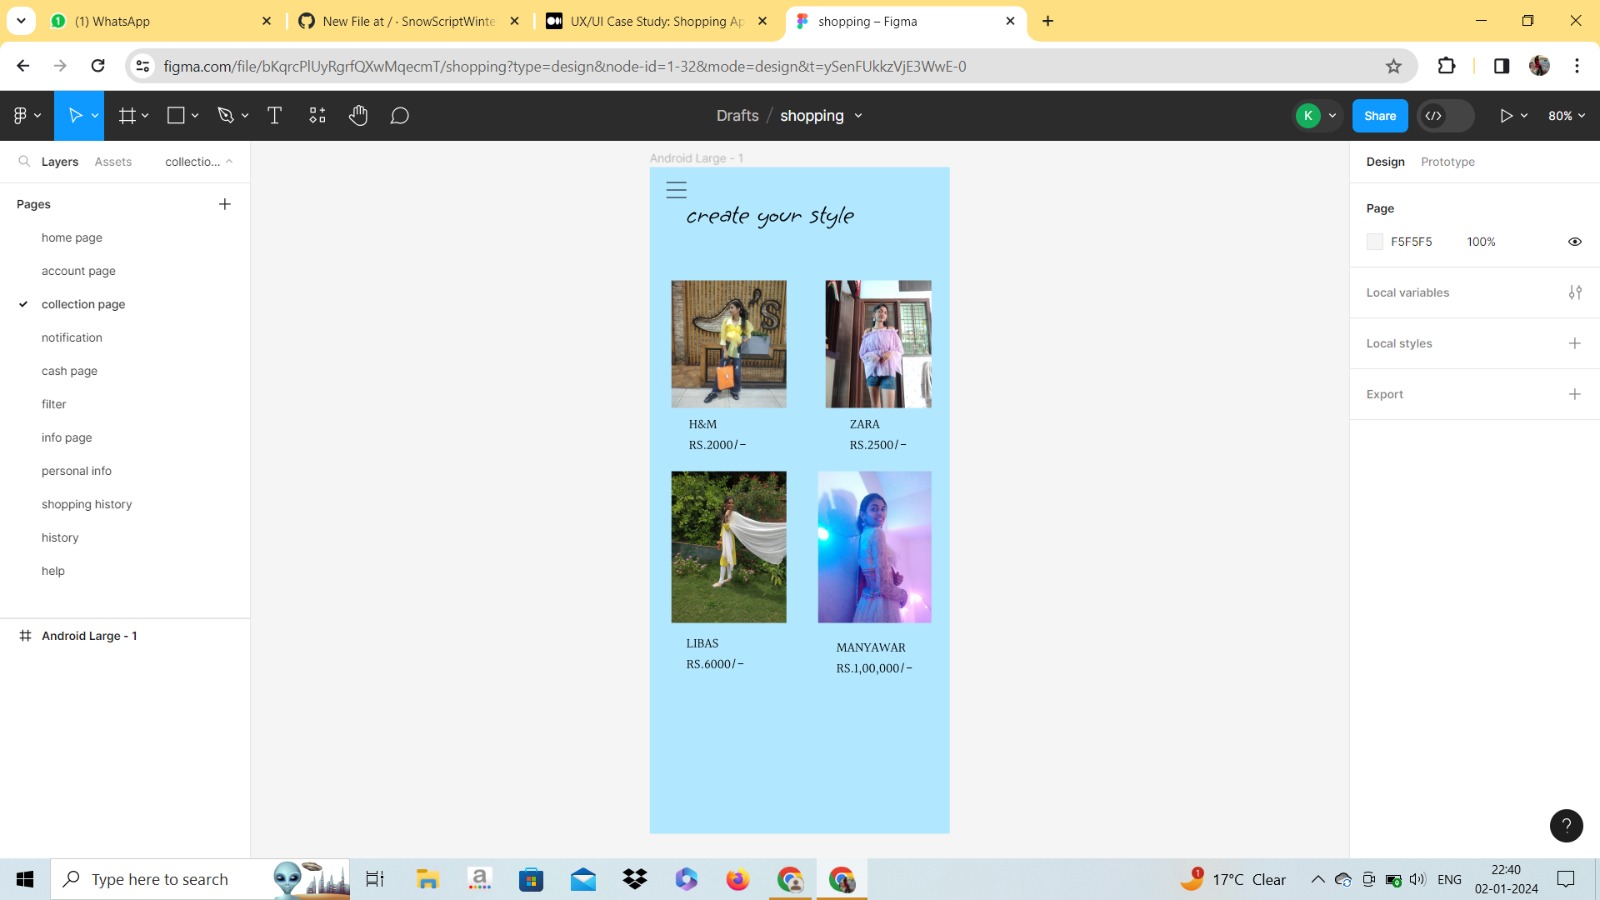 (1) WhatsApp
New File at / · SnowScriptWinte
UX/UI Case Study: Shopping Ap
shopping – Figma
figma.com/file/bKqrcPlUyRgrfQXwMqecmT/shopping?type=design&node-id=1-32&mode=design&t=ySenFUkkzVjE3WwE-0
Drafts / shopping
K
Share
80%
Layers
Assets
collectio...
Pages
home page
account page
collection page
notification
cash page
filter
info page
personal info
shopping history
history
help
Android Large - 1
Android Large - 1
create your style
H&M
RS.2000/-
ZARA
RS.2500/-
LIBAS
RS.6000/-
MANYAWAR
RS.1,00,000/-
Design
Prototype
Page
F5F5F5
100%
Local variables
Local styles
Export
?
Type here to search
1
17°C Clear
ENG
22:40
02-01-2024